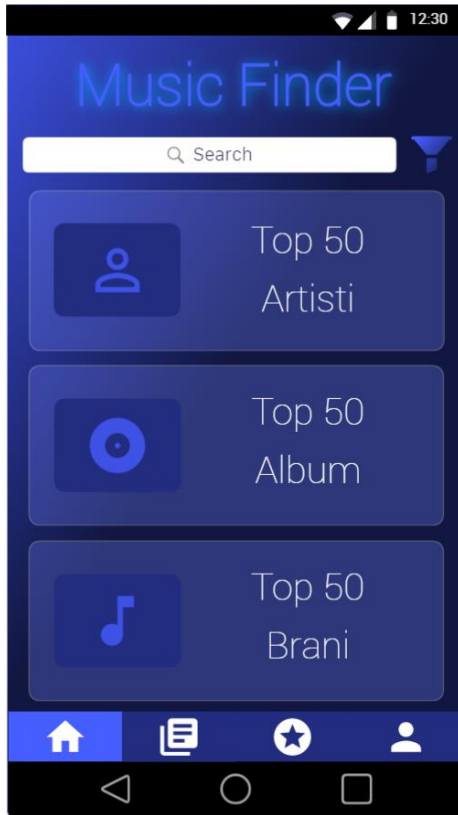 12:30
Music Finder
Search
Top 50
Artisti
Top 50
Album
Top 50
Brani